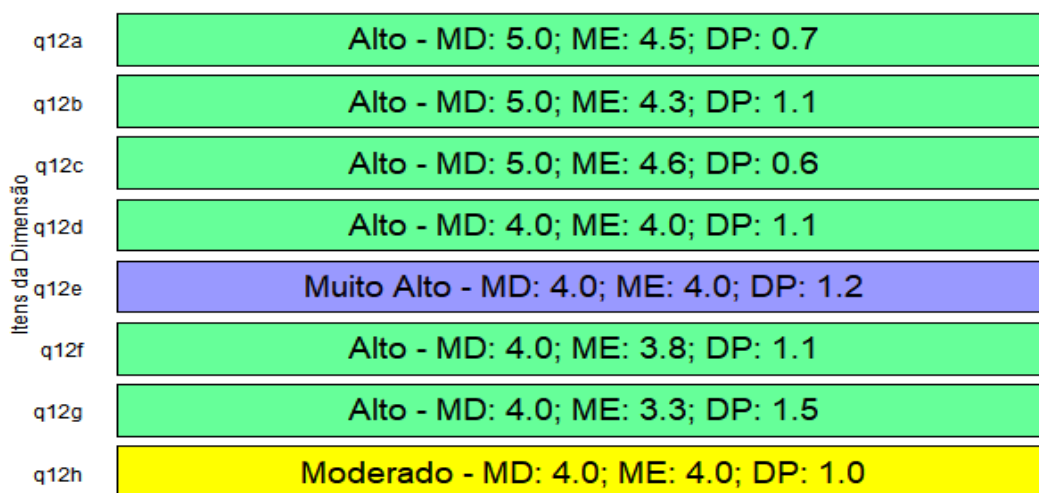 Itens da Dimensão
q12a Alto - MD: 5.0; ME: 4.5; DP: 0.7
q12b Alto - MD: 5.0; ME: 4.3; DP: 1.1
q12c Alto - MD: 5.0; ME: 4.6; DP: 0.6
q12d Alto - MD: 4.0; ME: 4.0; DP: 1.1
q12e Muito Alto - MD: 4.0; ME: 4.0; DP: 1.2
q12f Alto - MD: 4.0; ME: 3.8; DP: 1.1
q12g Alto - MD: 4.0; ME: 3.3; DP: 1.5
q12h Moderado - MD: 4.0; ME: 4.0; DP: 1.0